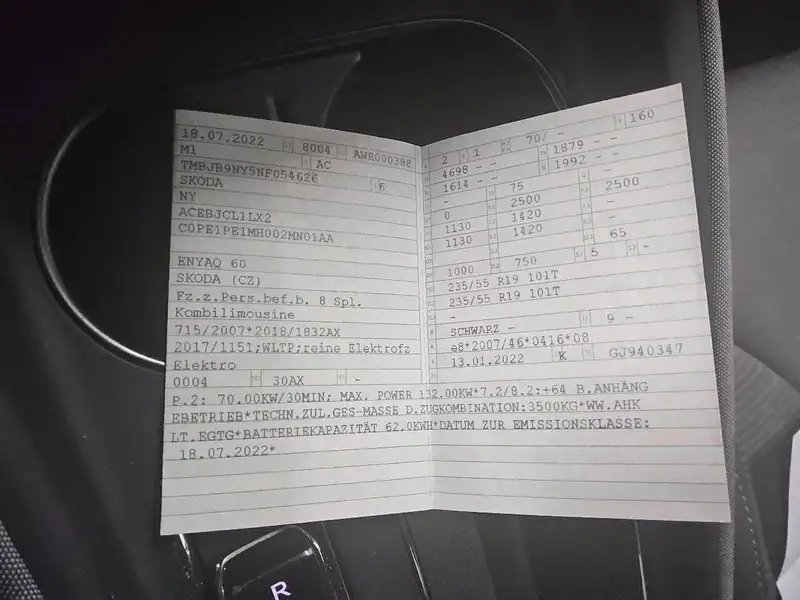 18.07.2022 8004 AWR000388
M1 AC
TMBJB9NY5NF054626 6
SKODA
NY
ACEBJCL1LX2
C0PE1PE1MH002MN01AA
ENYAQ 60
SKODA (CZ)
Fz.z.Pers.bef.b. 8 Spl.
Kombilimousine
715/2007*2018/1832AX
2017/1151;WLTP;reine Elektrofz
Elektro
0004 30AX -
2 1 70/ - 160
4698 - - 1879 - -
1614 - - 1992 - -
- 75
0 2500 2500
1130 1420
1130 1420 65
1000 750 5 -
235/55 R19 101T
235/55 R19 101T
-
SCHWARZ - 9 -
e8*2007/46*0416*08
13.01.2022 K GJ940347
P.2: 70.00KW/30MIN; MAX. POWER 132.00KW*7.2/8.2:+64 B.ANHÄNG
EBETRIEB*TECHN.ZUL.GES-MASSE D.ZUGKOMBINATION:3500KG*WW.AHK
LT.EGTG*BATTERIEKAPAZITÄT 62.0KWH*DATUM ZUR EMISSIONSKLASSE:
18.07.2022*
R